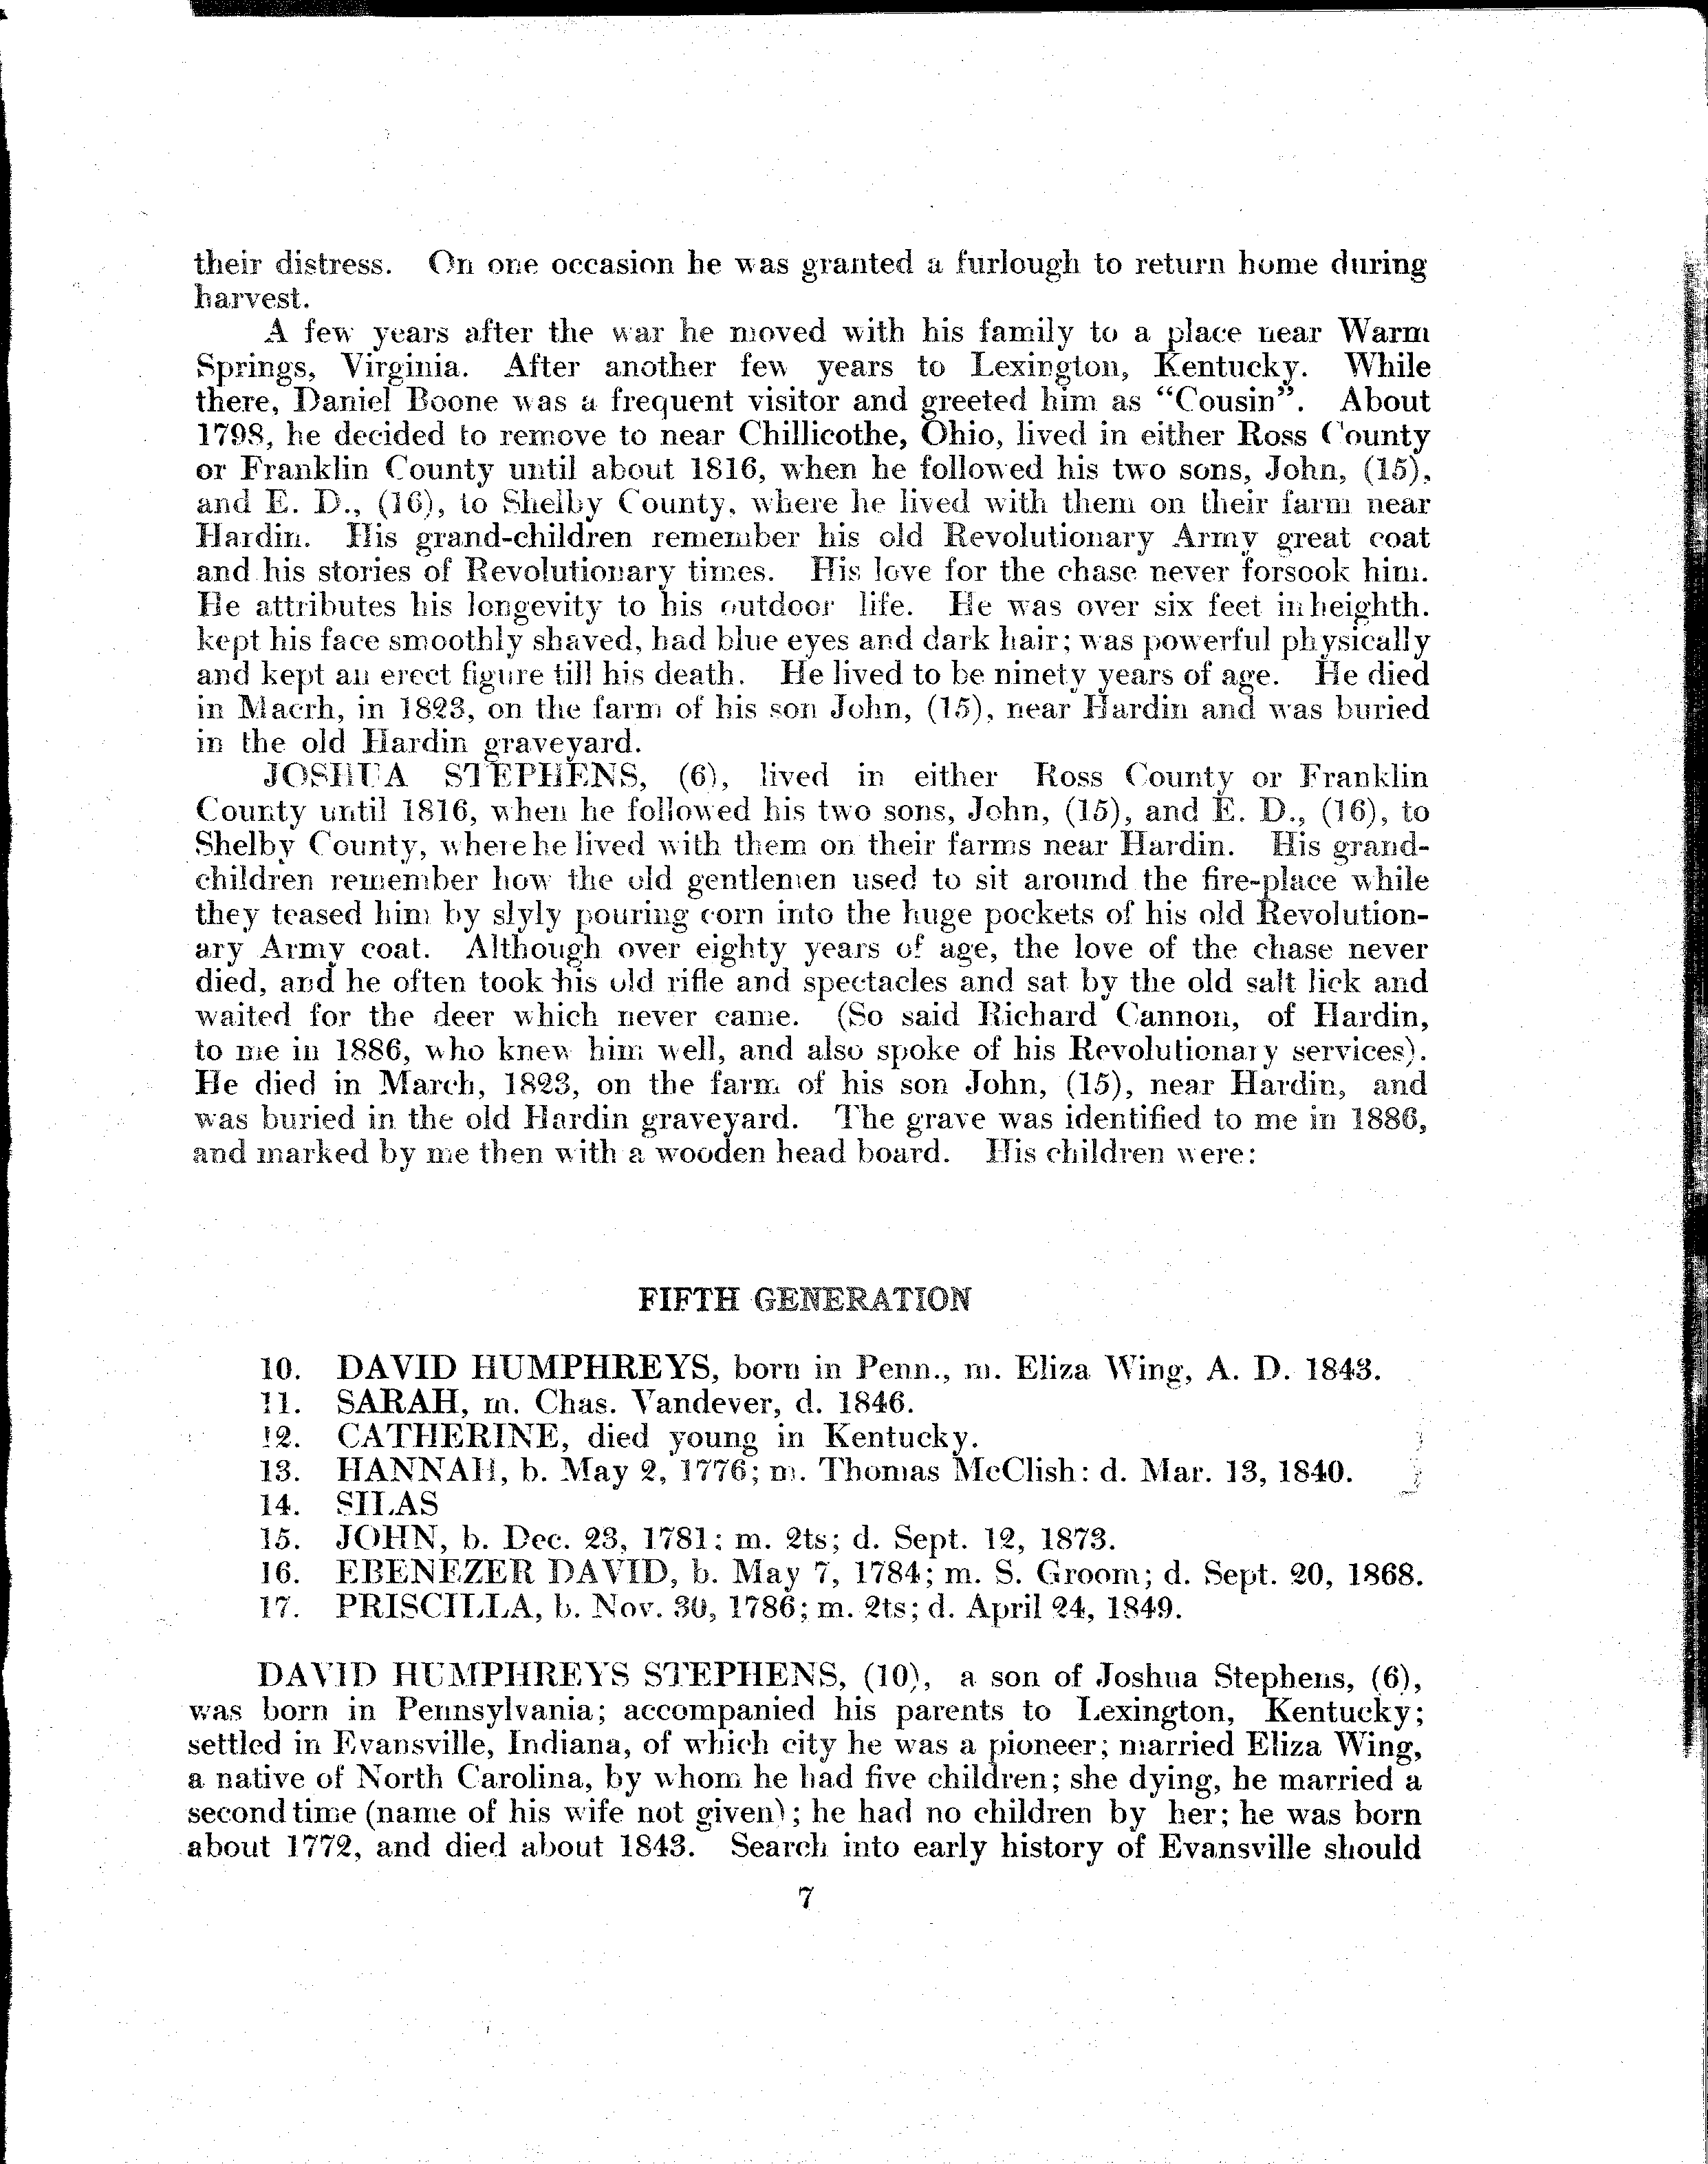 their distress. On one occasion he was granted a furlough to return home during
harvest.
A few years after the war he moved with his family to a place near Warm
Springs, Virginia. After another few years to Lexington, Kentucky. While
there, Daniel Boone was a frequent visitor and greeted him as “Cousin”. About
1798, he decided to remove to near Chillicothe, Ohio, lived in either Ross County
or Franklin County until about 1816, when he followed his two sons, John, (15),
and E. D., (16), to Shelby County, where he lived with them on their farm near
Hardin. His grand-children remember his old Revolutionary Army great coat
and his stories of Revolutionary times. His love for the chase never forsook him.
He attributes his longevity to his outdoor life. He was over six feet in heighth.
kept his face smoothly shaved, had blue eyes and dark hair; was powerful physically
and kept an erect figure till his death. He lived to be ninety years of age. He died
in Macrh, in 1823, on the farm of his son John, (15), near Hardin and was buried
in the old Hardin graveyard.
JOSHUA STEPHENS, (6), lived in either Ross County or Franklin
County until 1816, when he followed his two sons, John, (15), and E. D., (16), to
Shelby County, where he lived with them on their farms near Hardin. His grand-
children remember how the old gentlemen used to sit around the fire-place while
they teased him by slyly pouring corn into the huge pockets of his old Revolution-
ary Army coat. Although over eighty years of age, the love of the chase never
died, and he often took his old rifle and spectacles and sat by the old salt lick and
waited for the deer which never came. (So said Richard Cannon, of Hardin,
to me in 1886, who knew him well, and also spoke of his Revolutionary services).
He died in March, 1823, on the farm of his son John, (15), near Hardin, and
was buried in the old Hardin graveyard. The grave was identified to me in 1886,
and marked by me then with a wooden head board. His children were:
FIFTH GENERATION
10. DAVID HUMPHREYS, born in Penn., m. Eliza Wing, A. D. 1843.
11. SARAH, m. Chas. Vandever, d. 1846.
12. CATHERINE, died young in Kentucky.
13. HANNAH, b. May 2, 1776; m. Thomas McClish: d. Mar. 13, 1840.
14. SILAS
15. JOHN, b. Dec. 23, 1781: m. 2ts; d. Sept. 12, 1873.
16. EBENEZER DAVID, b. May 7, 1784; m. S. Groom; d. Sept. 20, 1868.
17. PRISCILLA, b. Nov. 30, 1786; m. 2ts; d. April 24, 1849.
DAVID HUMPHREYS STEPHENS, (10), a son of Joshua Stephens, (6),
was born in Pennsylvania; accompanied his parents to Lexington, Kentucky;
settled in Evansville, Indiana, of which city he was a pioneer; married Eliza Wing,
a native of North Carolina, by whom he had five children; she dying, he married a
second time (name of his wife not given); he had no children by her; he was born
about 1772, and died about 1843. Search into early history of Evansville should
7